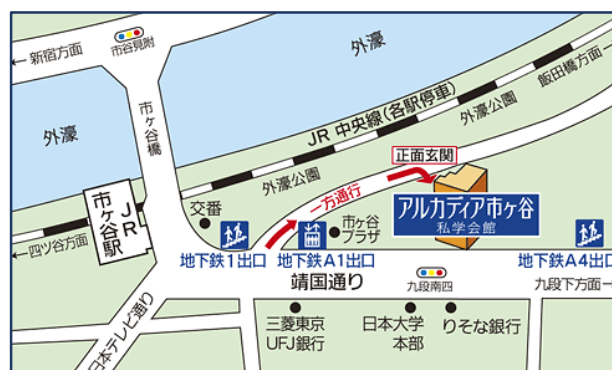 外濠
←新宿方面
市谷見附
飯田橋方面→
市ヶ谷橋
JR 中央線(各駅停車)
外濠公園
外濠
正面玄関
外濠公園
一方通行
アルカディア市ヶ谷
私学会館
JR
市ヶ谷駅
交番
市ヶ谷
プラザ
←四ツ谷方面
地下鉄1出口
地下鉄A1出口
地下鉄A4出口
靖国通り
九段南四
九段下方面→
日本テレビ通り
三菱東京
UFJ銀行
日本大学
本部
りそな銀行